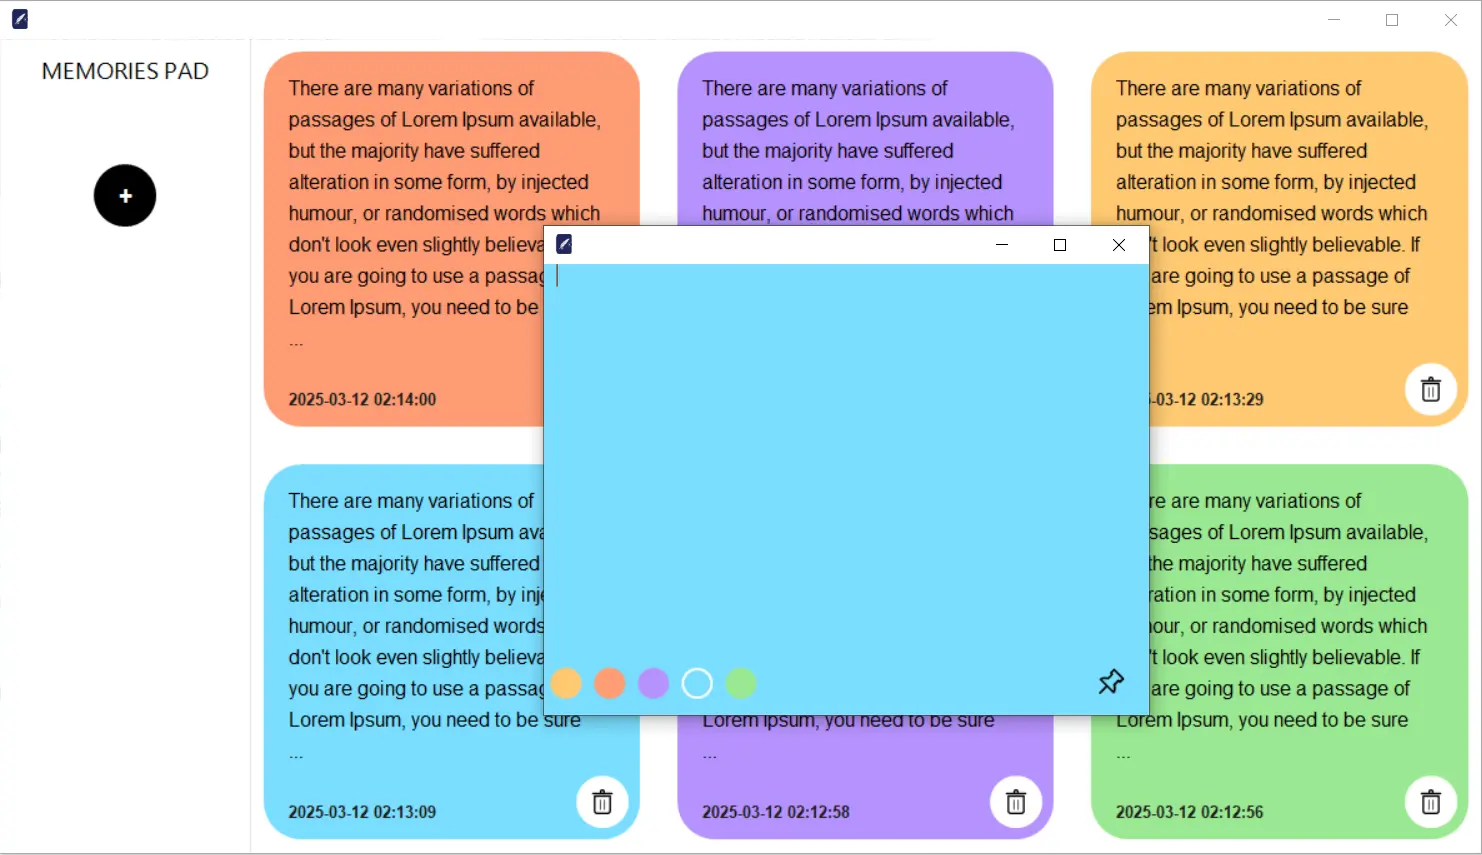 MEMORIES PAD
+
There are many variations of
passages of Lorem Ipsum available,
but the majority have suffered
alteration in some form, by injected
humour, or randomised words which
don't look even slightly believa
you are going to use a passag
Lorem Ipsum, you need to be
...
2025-03-12 02:14:00
There are many variations of
passages of Lorem Ipsum available,
but the majority have suffered
alteration in some form, by injected
humour, or randomised words which
There are many variations of
passages of Lorem Ipsum available,
but the majority have suffered
alteration in some form, by injected
humour, or randomised words which
't look even slightly believable. If
are going to use a passage of
em Ipsum, you need to be sure
-03-12 02:13:29
There are many variations of
passages of Lorem Ipsum ava
but the majority have suffered
alteration in some form, by inje
humour, or randomised words
don't look even slightly believa
you are going to use a passag
Lorem Ipsum, you need to be sure
...
2025-03-12 02:13:09
Lorem Ipsum, you need to be sure
...
2025-03-12 02:12:58
re are many variations of
sages of Lorem Ipsum available,
the majority have suffered
ration in some form, by injected
our, or randomised words which
't look even slightly believable. If
are going to use a passage of
Lorem Ipsum, you need to be sure
...
2025-03-12 02:12:56